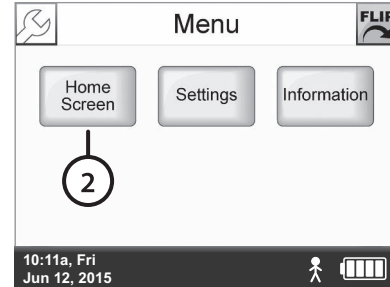 Menu
FLIP
Home
Screen
Settings
Information
2
10:11a, Fri
Jun 12, 2015